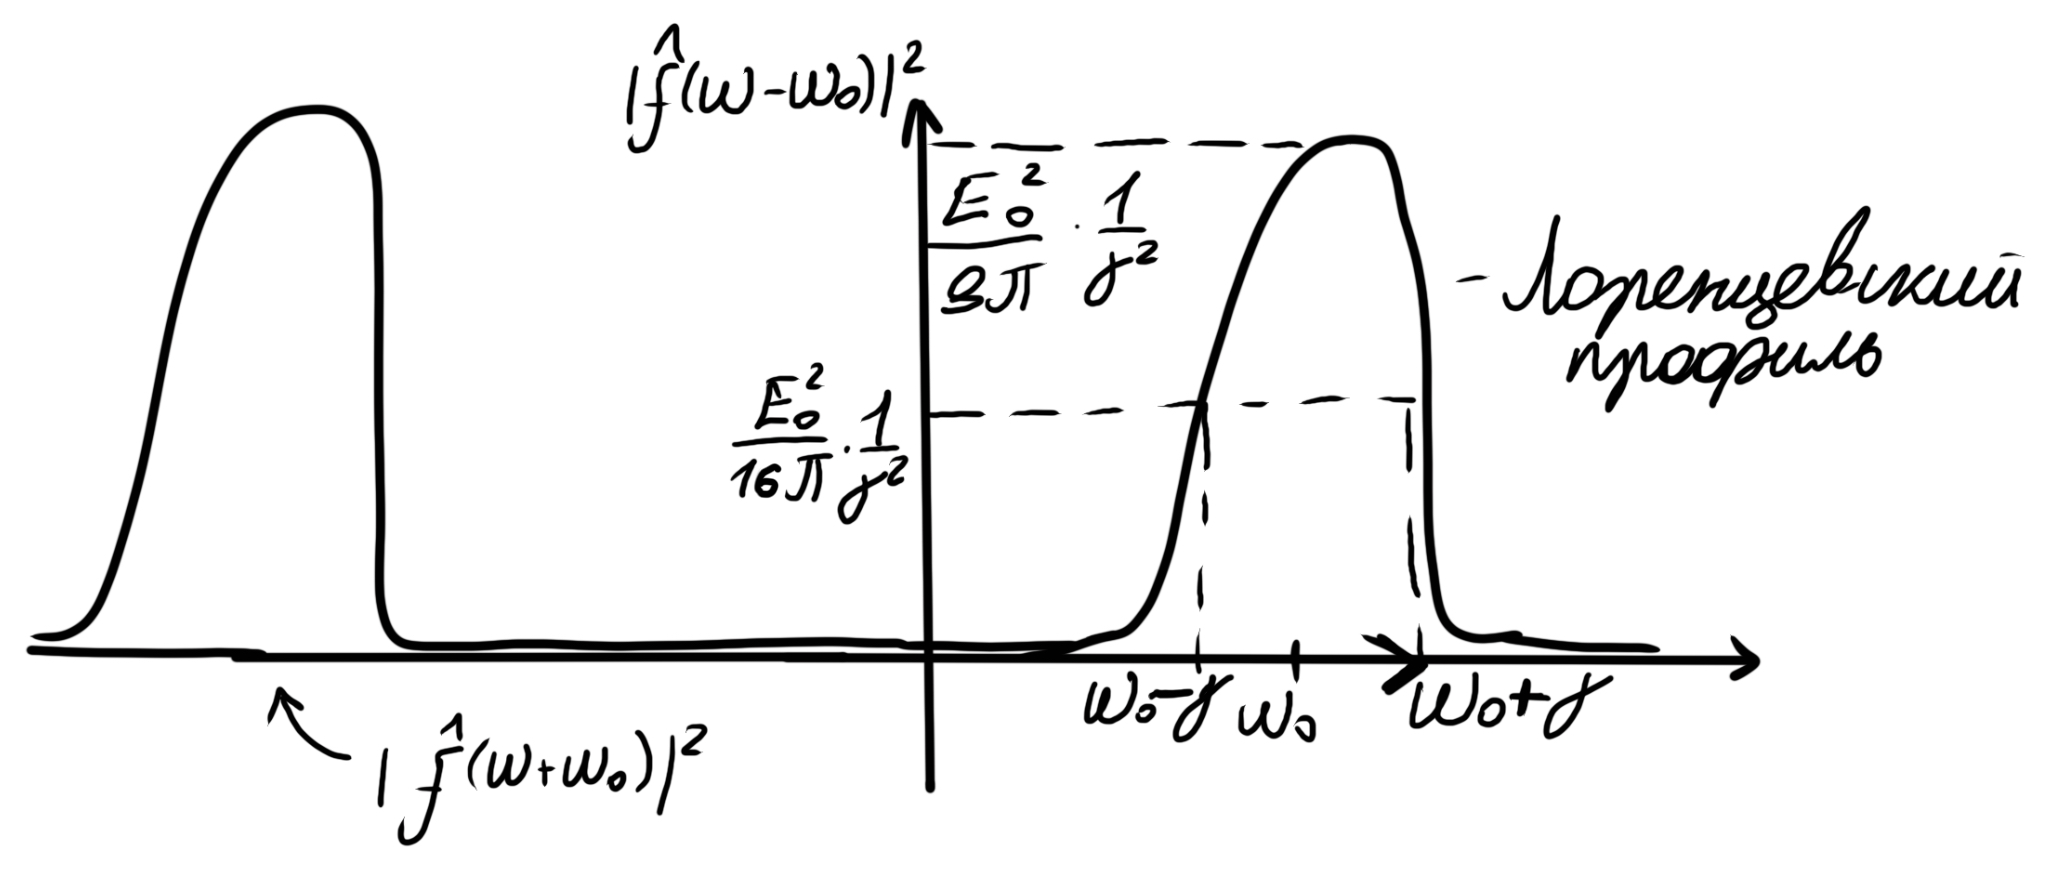 |f̂(ω-ω₀)|²
E₀²/8π · 1/γ²
- Лоренцевский
профиль
E₀²/16π · 1/γ²
ω₀-γ ω₀ ω₀+γ
|f̂(ω+ω₀)|²